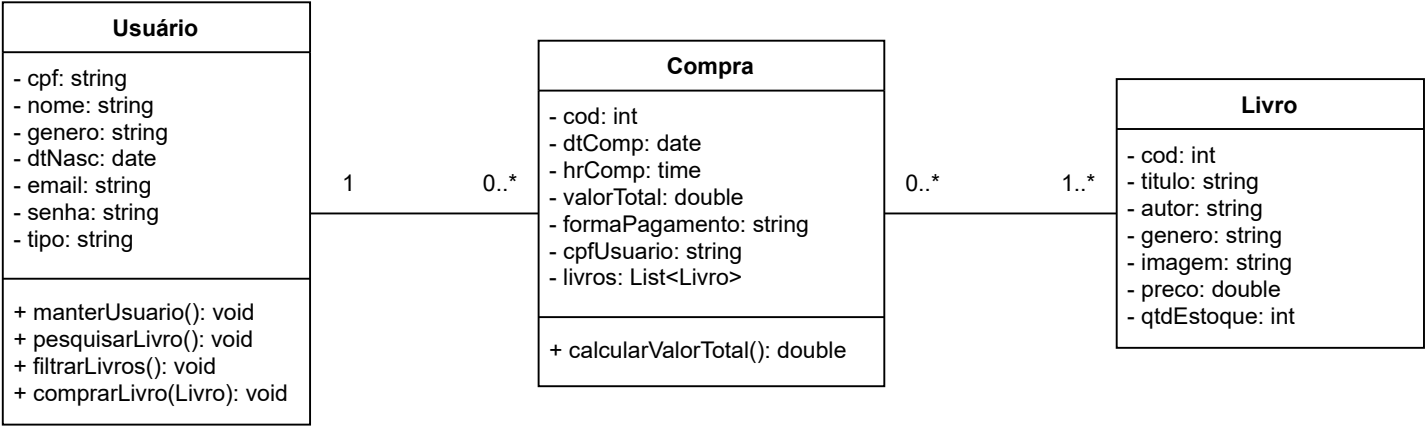 Usuário
- cpf: string
- nome: string
- genero: string
- dtNasc: date
- email: string
- senha: string
- tipo: string
+ manterUsuario(): void
+ pesquisarLivro(): void
+ filtrarLivros(): void
+ comprarLivro(Livro): void
1
0..*
Compra
- cod: int
- dtComp: date
- hrComp: time
- valorTotal: double
- formaPagamento: string
- cpfUsuario: string
- livros: List<Livro>
+ calcularValorTotal(): double
0..*
1..*
Livro
- cod: int
- titulo: string
- autor: string
- genero: string
- imagem: string
- preco: double
- qtdEstoque: int